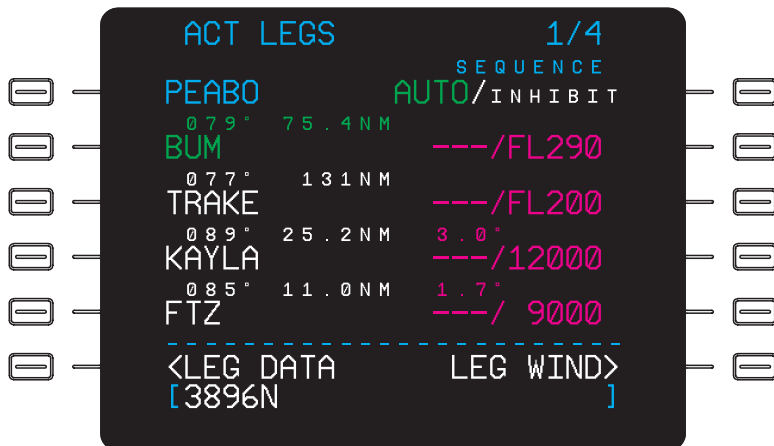 ACT LEGS 1/4
SEQUENCE
PEABO AUTO/INHIBIT
079° 75.4NM
BUM ---/FL290
077° 131NM
TRAKE ---/FL200
089° 25.2NM 3.0°
KAYLA ---/12000
085° 11.0NM 1.7°
FTZ ---/ 9000
------------------------
<LEG DATA LEG WIND>
[3896N ]